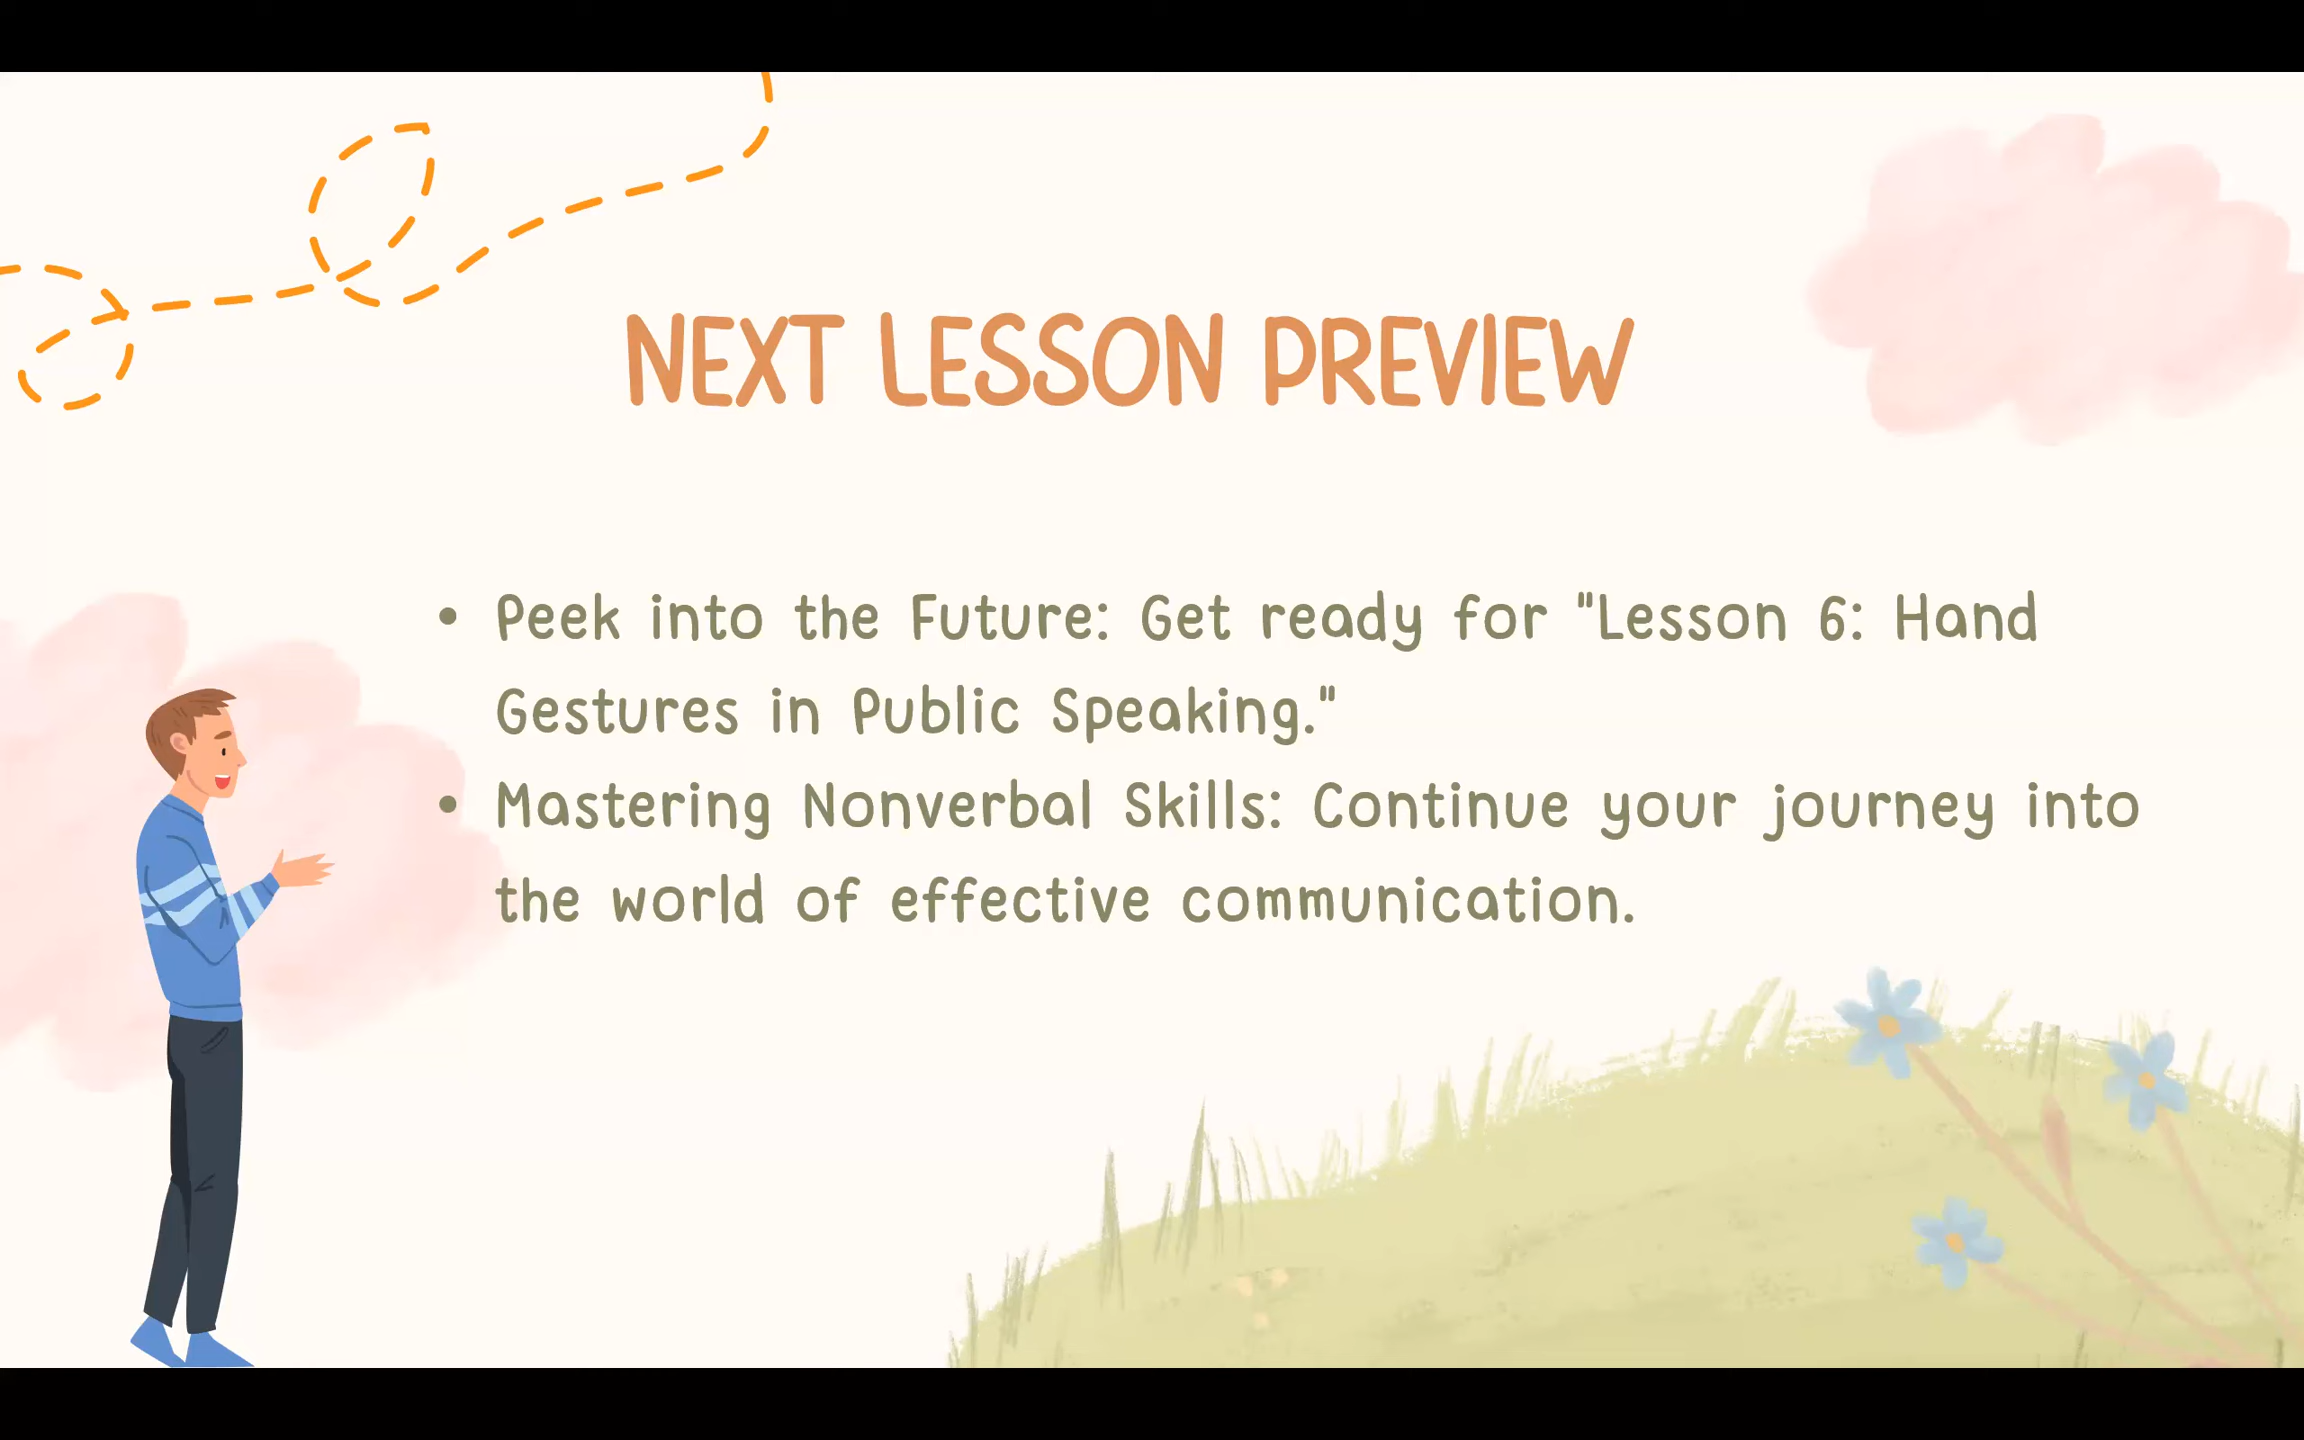 NEXT LESSON PREVIEW
• Peek into the Future: Get ready for "Lesson 6: Hand
Gestures in Public Speaking."
• Mastering Nonverbal Skills: Continue your journey into
the world of effective communication.